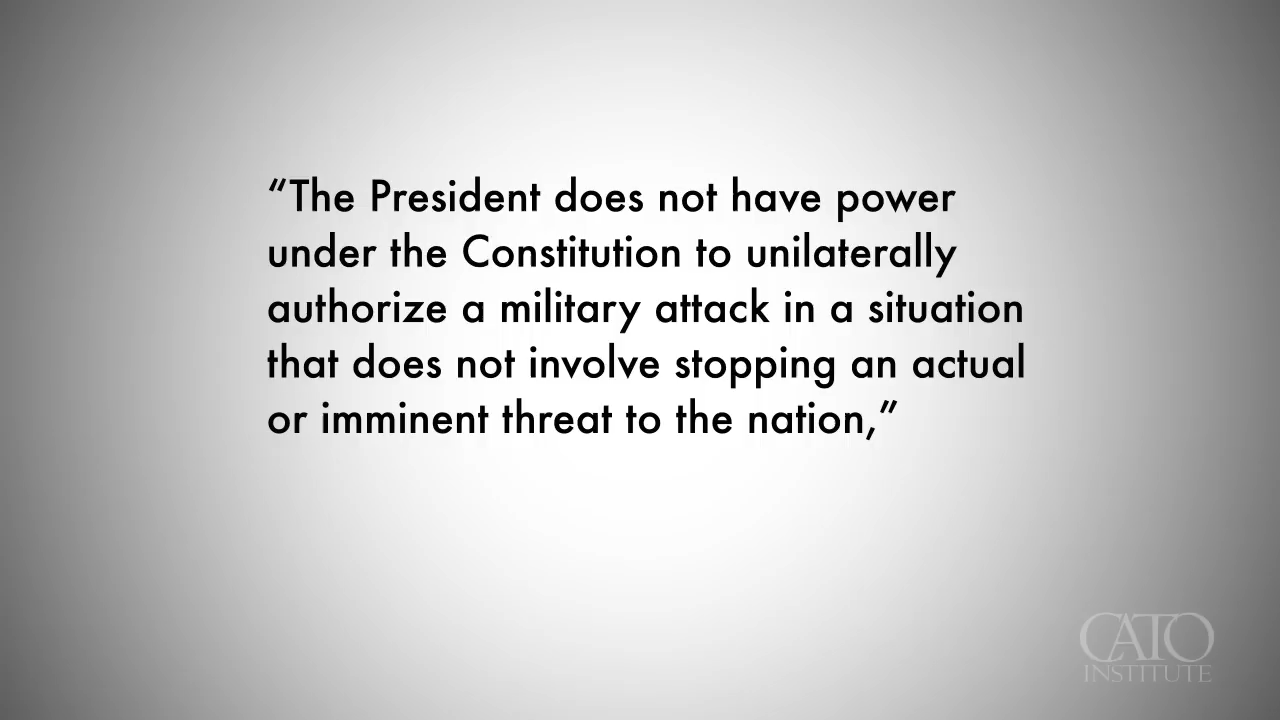 “The President does not have power
under the Constitution to unilaterally
authorize a military attack in a situation
that does not involve stopping an actual
or imminent threat to the nation,”
CATO
INSTITUTE